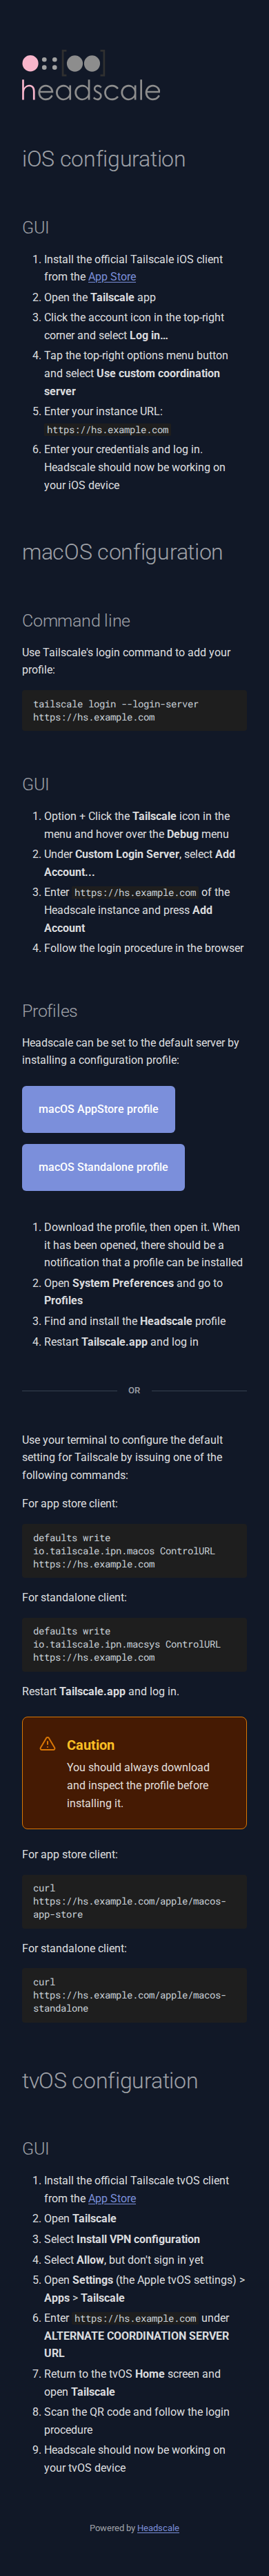 headscale
iOS configuration
GUI
1. Install the official Tailscale iOS client
from the App Store
2. Open the Tailscale app
3. Click the account icon in the top-right
corner and select Log in…
4. Tap the top-right options menu button
and select Use custom coordination
server
5. Enter your instance URL:
https://hs.example.com
6. Enter your credentials and log in.
Headscale should now be working on
your iOS device
macOS configuration
Command line
Use Tailscale's login command to add your
profile:
tailscale login --login-server
https://hs.example.com
GUI
1. Option + Click the Tailscale icon in the
menu and hover over the Debug menu
2. Under Custom Login Server, select Add
Account...
3. Enter https://hs.example.com of the
Headscale instance and press Add
Account
4. Follow the login procedure in the browser
Profiles
Headscale can be set to the default server by
installing a configuration profile:
macOS AppStore profile
macOS Standalone profile
1. Download the profile, then open it. When
it has been opened, there should be a
notification that a profile can be installed
2. Open System Preferences and go to
Profiles
3. Find and install the Headscale profile
4. Restart Tailscale.app and log in
OR
Use your terminal to configure the default
setting for Tailscale by issuing one of the
following commands:
For app store client:
defaults write
io.tailscale.ipn.macos ControlURL
https://hs.example.com
For standalone client:
defaults write
io.tailscale.ipn.macsys ControlURL
https://hs.example.com
Restart Tailscale.app and log in.
Caution
You should always download
and inspect the profile before
installing it.
For app store client:
curl
https://hs.example.com/apple/macos-
app-store
For standalone client:
curl
https://hs.example.com/apple/macos-
standalone
tvOS configuration
GUI
1. Install the official Tailscale tvOS client
from the App Store
2. Open Tailscale
3. Select Install VPN configuration
4. Select Allow, but don't sign in yet
5. Open Settings (the Apple tvOS settings) >
Apps > Tailscale
6. Enter https://hs.example.com under
ALTERNATE COORDINATION SERVER
URL
7. Return to the tvOS Home screen and
open Tailscale
8. Scan the QR code and follow the login
procedure
9. Headscale should now be working on
your tvOS device
Powered by Headscale